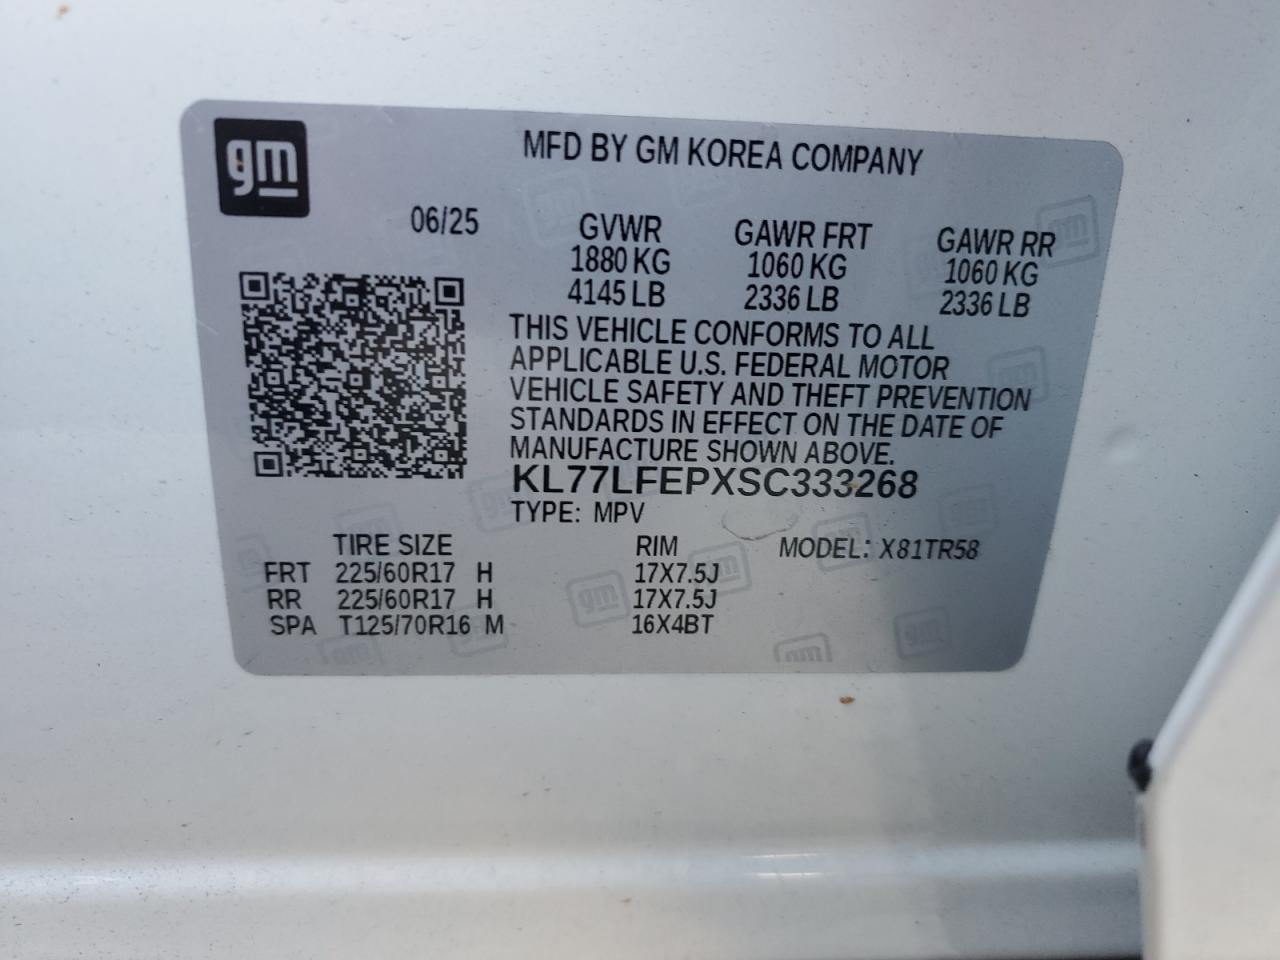 gm
MFD BY GM KOREA COMPANY
06/25
GVWR GAWR FRT GAWR RR
1880 KG 1060 KG 1060 KG
4145 LB 2336 LB 2336 LB
THIS VEHICLE CONFORMS TO ALL
APPLICABLE U.S. FEDERAL MOTOR
VEHICLE SAFETY AND THEFT PREVENTION
STANDARDS IN EFFECT ON THE DATE OF
MANUFACTURE SHOWN ABOVE.
KL77LFEPXSC333268
TYPE: MPV
TIRE SIZE RIM MODEL: X81TR58
FRT 225/60R17 H 17X7.5J
RR 225/60R17 H 17X7.5J
SPA T125/70R16 M 16X4BT